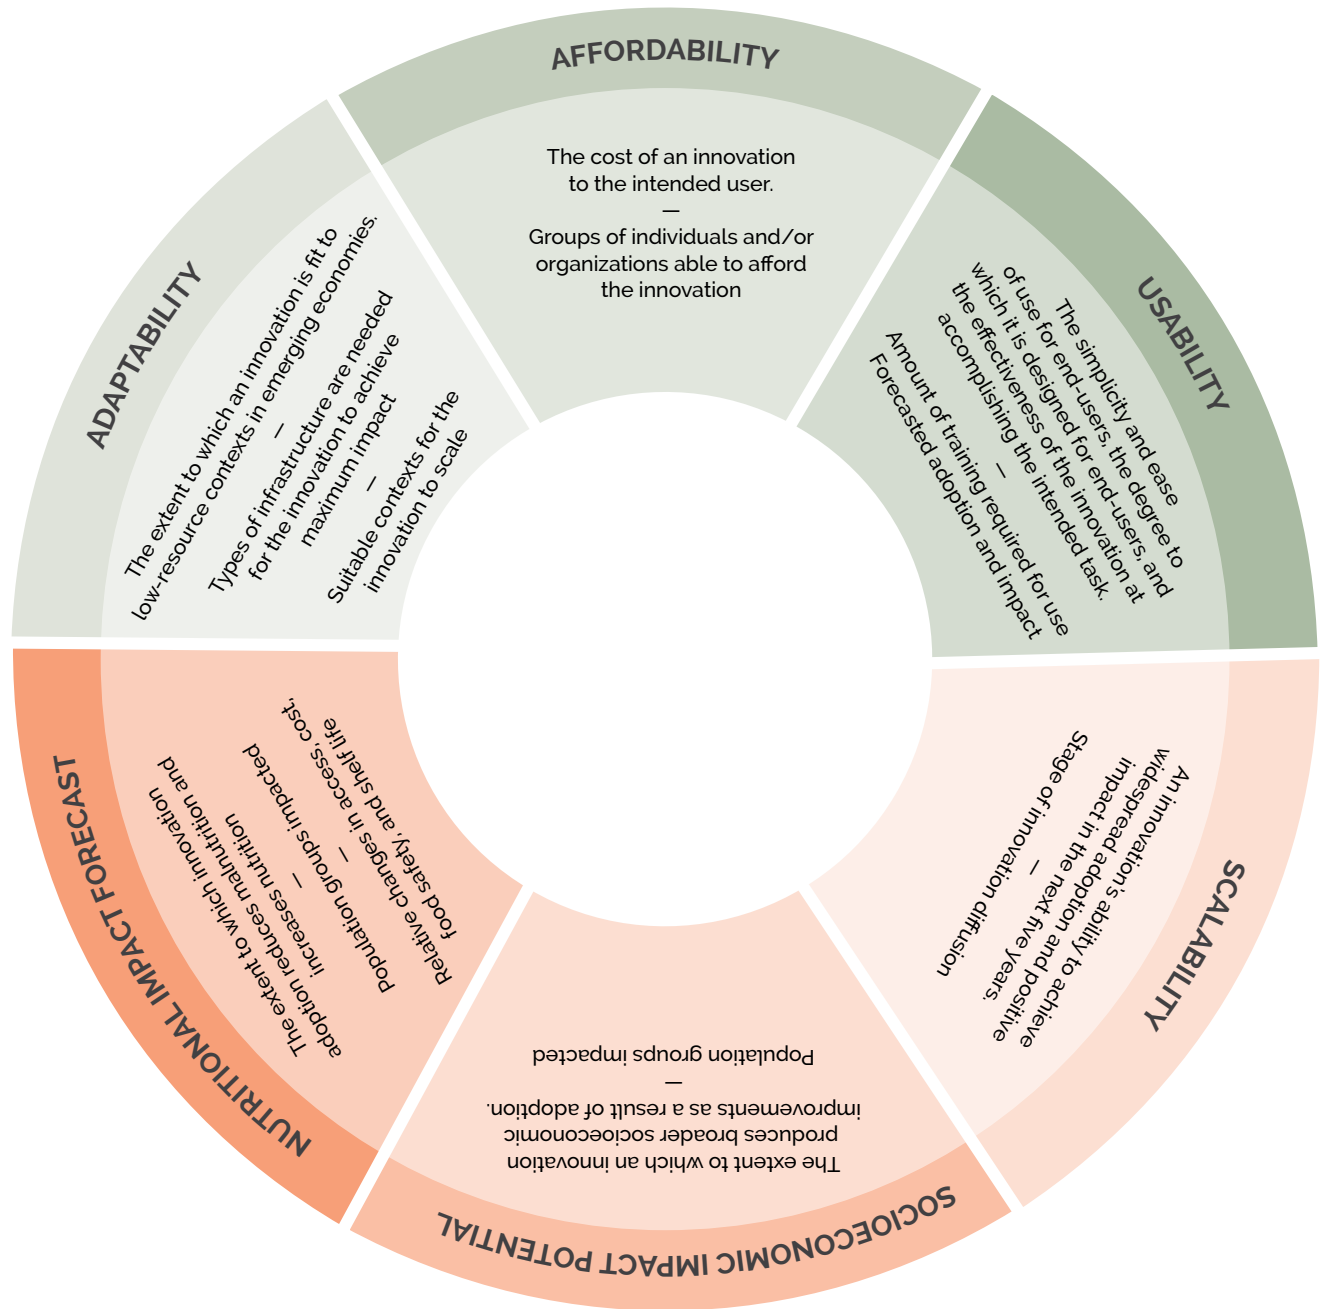 AFFORDABILITY
The cost of an innovation
to the intended user.
—
Groups of individuals and/or
organizations able to afford
the innovation
USABILITY
The simplicity and ease
of use for end-users, the degree to
which it is designed for end-users, and
the effectiveness of the innovation at
accomplishing the intended task.
—
Amount of training required for use
Forecasted adoption and impact
SCALABILITY
An innovation's ability to achieve
widespread adoption and positive
impact in the next five years.
—
Stage of innovation diffusion
SOCIOECONOMIC IMPACT POTENTIAL
The extent to which an innovation
produces broader socioeconomic
improvements as a result of adoption.
—
Population groups impacted
NUTRITIONAL IMPACT FORECAST
The extent to which innovation
adoption reduces malnutrition and
increases nutrition
—
Population groups impacted
—
Relative changes in access, cost,
food safety, and shelf life
ADAPTABILITY
The extent to which an innovation is fit to
low-resource contexts in emerging economies.
—
Types of infrastructure are needed
for the innovation to achieve
maximum impact
—
Suitable contexts for the
innovation to scale